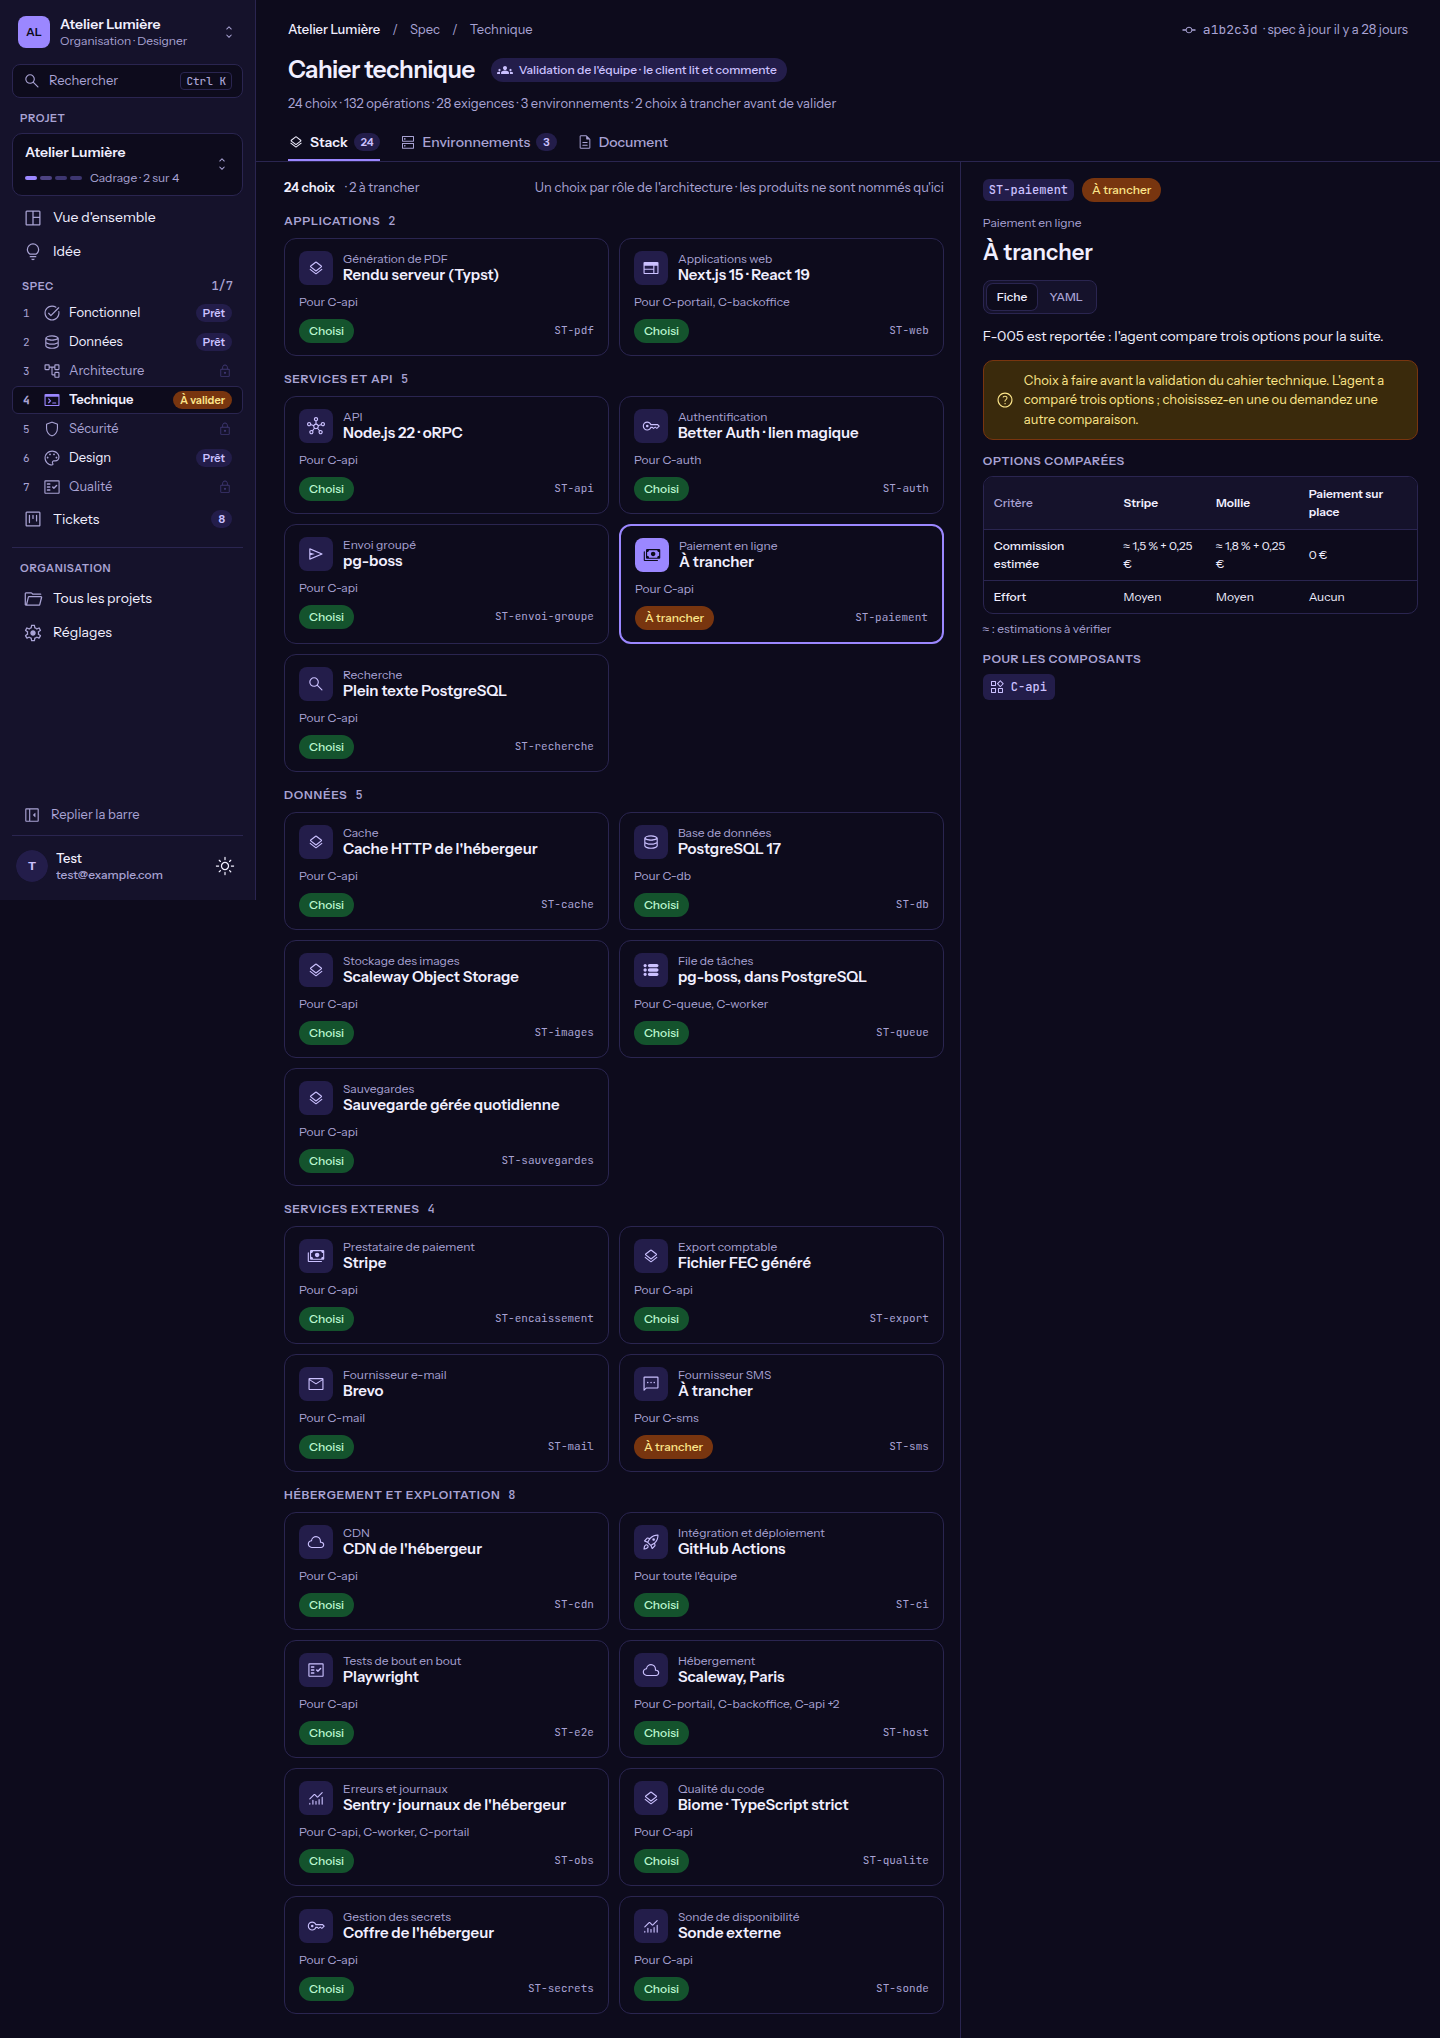 AL
Atelier Lumière
Organisation · Designer
Rechercher
Ctrl K
PROJET
Atelier Lumière
Cadrage · 2 sur 4
Vue d'ensemble
Idée
SPEC 1/7
1 Fonctionnel Prêt
2 Données Prêt
3 Architecture
4 Technique À valider
5 Sécurité
6 Design Prêt
7 Qualité
Tickets 8
ORGANISATION
Tous les projets
Réglages
Replier la barre
T
Test
test@example.com
Atelier Lumière / Spec / Technique
a1b2c3d · spec à jour il y a 28 jours
Cahier technique
Validation de l'équipe · le client lit et commente
24 choix · 132 opérations · 28 exigences · 3 environnements · 2 choix à trancher avant de valider
Stack 24
Environnements 3
Document
24 choix · 2 à trancher
Un choix par rôle de l'architecture · les produits ne sont nommés qu'ici
APPLICATIONS 2
Génération de PDF
Rendu serveur (Typst)
Pour C-api
Choisi ST-pdf
Applications web
Next.js 15 · React 19
Pour C-portail, C-backoffice
Choisi ST-web
SERVICES ET API 5
API
Node.js 22 · oRPC
Pour C-api
Choisi ST-api
Authentification
Better Auth · lien magique
Pour C-auth
Choisi ST-auth
Envoi groupé
pg-boss
Pour C-api
Choisi ST-envoi-groupe
Paiement en ligne
À trancher
Pour C-api
À trancher ST-paiement
Recherche
Plein texte PostgreSQL
Pour C-api
Choisi ST-recherche
DONNÉES 5
Cache
Cache HTTP de l'hébergeur
Pour C-api
Choisi ST-cache
Base de données
PostgreSQL 17
Pour C-db
Choisi ST-db
Stockage des images
Scaleway Object Storage
Pour C-api
Choisi ST-images
File de tâches
pg-boss, dans PostgreSQL
Pour C-queue, C-worker
Choisi ST-queue
Sauvegardes
Sauvegarde gérée quotidienne
Pour C-api
Choisi ST-sauvegardes
SERVICES EXTERNES 4
Prestataire de paiement
Stripe
Pour C-api
Choisi ST-encaissement
Export comptable
Fichier FEC généré
Pour C-api
Choisi ST-export
Fournisseur e-mail
Brevo
Pour C-mail
Choisi ST-mail
Fournisseur SMS
À trancher
Pour C-sms
À trancher ST-sms
HÉBERGEMENT ET EXPLOITATION 8
CDN
CDN de l'hébergeur
Pour C-api
Choisi ST-cdn
Intégration et déploiement
GitHub Actions
Pour toute l'équipe
Choisi ST-ci
Tests de bout en bout
Playwright
Pour C-api
Choisi ST-e2e
Hébergement
Scaleway, Paris
Pour C-portail, C-backoffice, C-api +2
Choisi ST-host
Erreurs et journaux
Sentry · journaux de l'hébergeur
Pour C-api, C-worker, C-portail
Choisi ST-obs
Qualité du code
Biome · TypeScript strict
Pour C-api
Choisi ST-qualite
Gestion des secrets
Coffre de l'hébergeur
Pour C-api
Choisi ST-secrets
Sonde de disponibilité
Sonde externe
Pour C-api
Choisi ST-sonde
ST-paiement À trancher
Paiement en ligne
À trancher
Fiche YAML
F-005 est reportée : l'agent compare trois options pour la suite.
Choix à faire avant la validation du cahier technique. L'agent a
comparé trois options ; choisissez-en une ou demandez une
autre comparaison.
OPTIONS COMPARÉES
Critère Stripe Mollie Paiement sur place
Commission estimée ≈ 1,5 % + 0,25 € ≈ 1,8 % + 0,25 € 0 €
Effort Moyen Moyen Aucun
≈ : estimations à vérifier
POUR LES COMPOSANTS
C-api